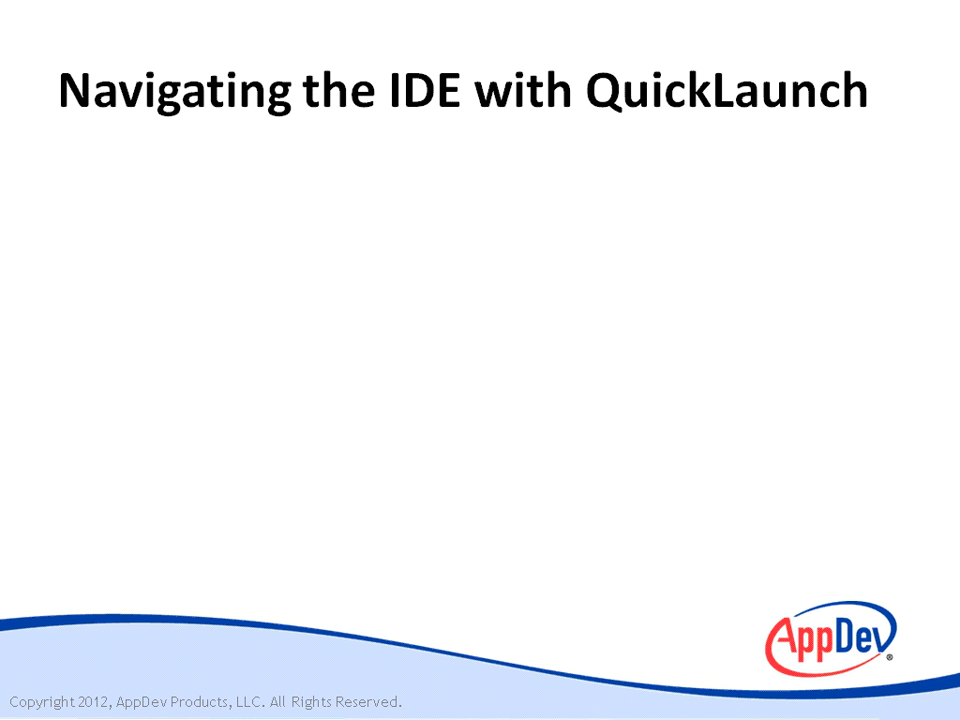 Navigating the IDE with QuickLaunch
AppDev®
Copyright 2012, AppDev Products, LLC. All Rights Reserved.